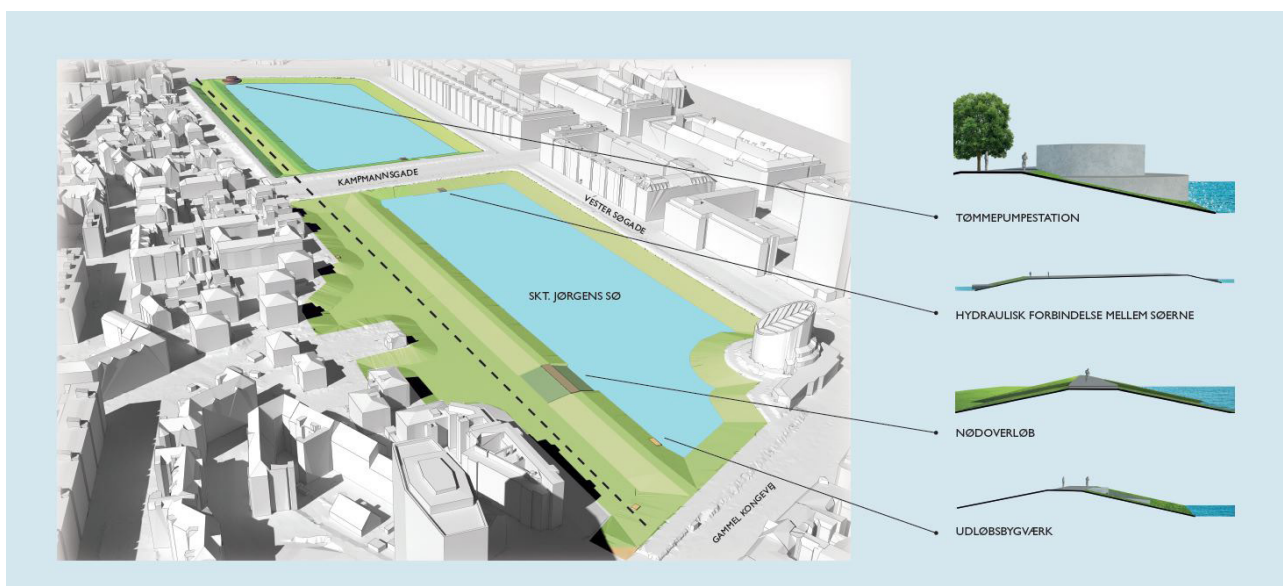 KAMPMANNSGADE
VESTER SØGADE
SKT. JØRGENS SØ
GAMMEL KONGEVEJ
TØMMEPUMPESTATION
HYDRAULISK FORBINDELSE MELLEM SØERNE
NØDOVERLØB
UDLØBSBYGVÆRK